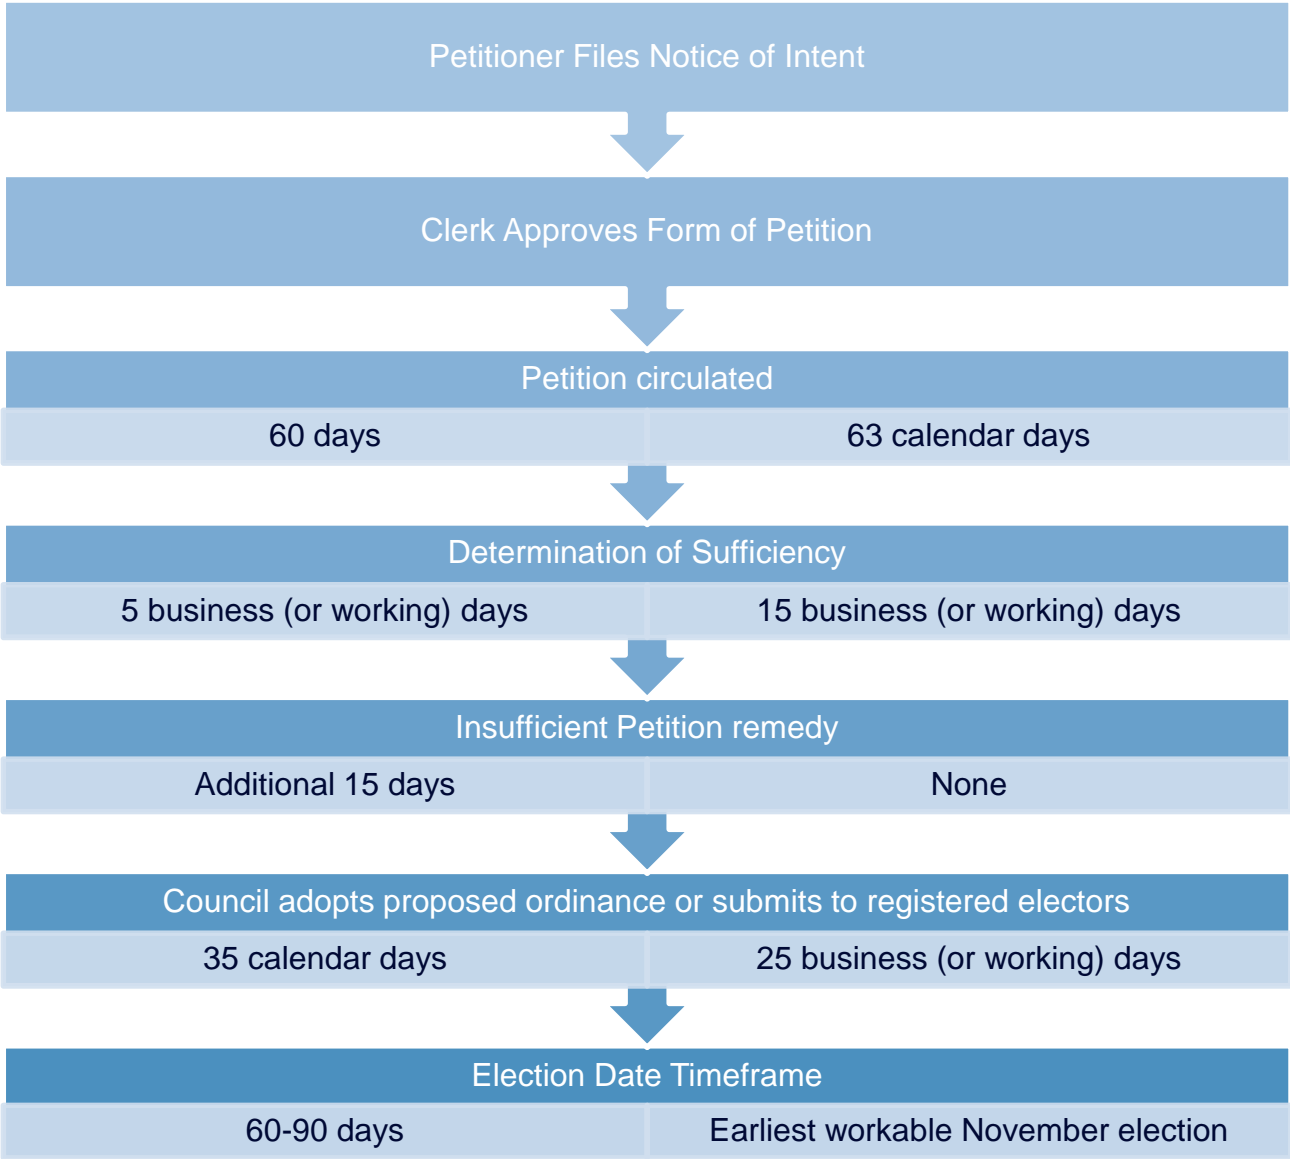 Petitioner Files Notice of Intent
Clerk Approves Form of Petition
Petition circulated
60 days
63 calendar days
Determination of Sufficiency
5 business (or working) days
15 business (or working) days
Insufficient Petition remedy
Additional 15 days
None
Council adopts proposed ordinance or submits to registered electors
35 calendar days
25 business (or working) days
Election Date Timeframe
60-90 days
Earliest workable November election